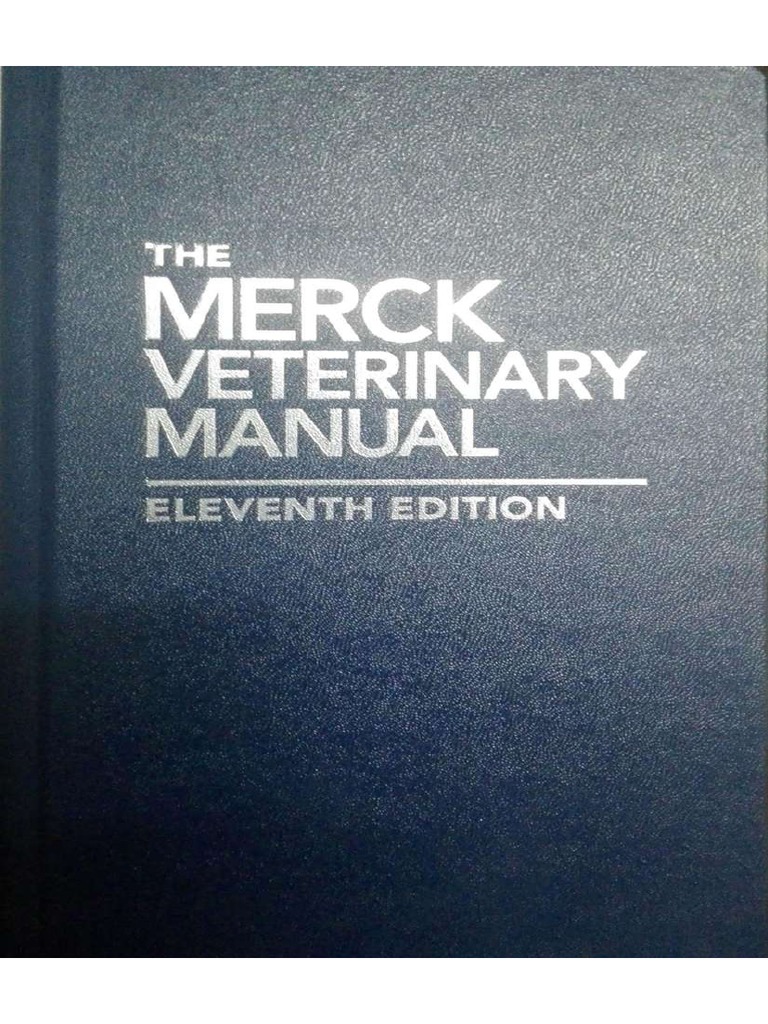 THE
MERCK
VETERINARY
MANUAL
ELEVENTH EDITION